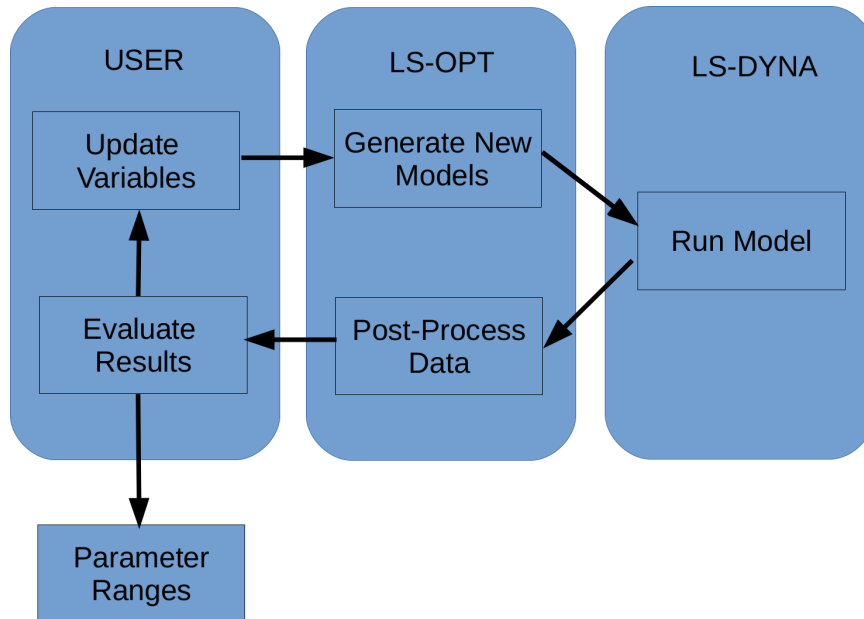 USER
LS-OPT
LS-DYNA
Update
Variables
Generate New
Models
Run Model
Evaluate
Results
Post-Process
Data
Parameter
Ranges